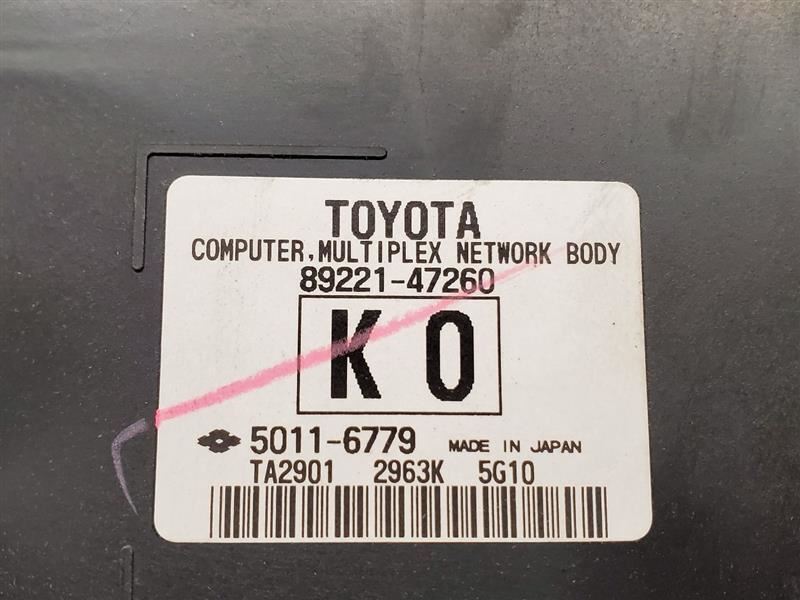 TOYOTA
COMPUTER,MULTIPLEX NETWORK BODY
89221-47260
K 0
5011-6779 MADE IN JAPAN
TA2901 2963K 5G10